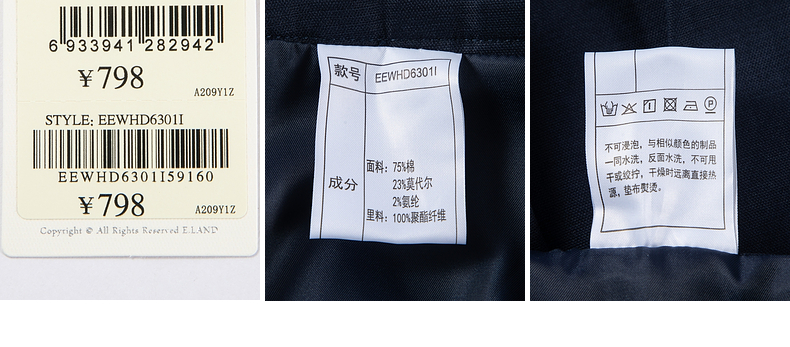 6 933941 282942
¥798
A209Y1Z
STYLE: EEWHD6301I
EEWHD6301I59160
¥798
A209Y1Z
Copyright © All Rights Reserved E.LAND
款号 EEWHD6301I
成分
面料: 75%棉
23%莫代尔
2%氨纶
里料: 100%聚酯纤维
P
不可浸泡，与相似颜色的制品
一同水洗，反面水洗，不可用
干或绞拧，干燥时远离直接热
源，垫布熨烫。